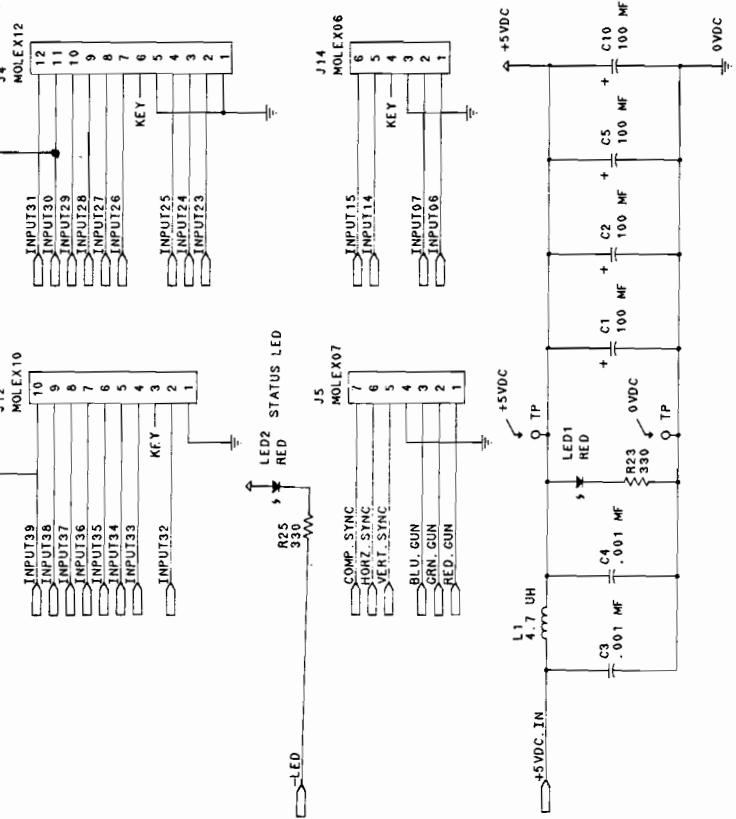 J4
MOLEX12
INPUT31
INPUT30
INPUT29
INPUT28
INPUT27
INPUT26
INPUT25
INPUT24
INPUT23
12
11
10
9
8
7
6
5
4
3
2
1
KEY
J14
MOLEX06
INPUT15
INPUT14
INPUT07
INPUT06
6
5
4
3
2
1
KEY
J12
MOLEX10
INPUT39
INPUT38
INPUT37
INPUT36
INPUT35
INPUT34
INPUT33
INPUT32
10
9
8
7
6
5
4
3
2
1
KEY
LED2
RED
STATUS LED
R25
330
-LED
J5
MOLEX07
COMP.SYNC
HORZ.SYNC
VERT.SYNC
BLU.GUN
GRN.GUN
RED.GUN
7
6
5
4
3
2
1
+5VDC.IN
L1
4.7 UH
C3
.001 MF
C4
.001 MF
LED1
RED
R23
330
+5VDC
TP
0VDC
TP
+
C1
100 MF
+
C2
100 MF
+
C5
100 MF
+
C10
100 MF
+5VDC
0VDC